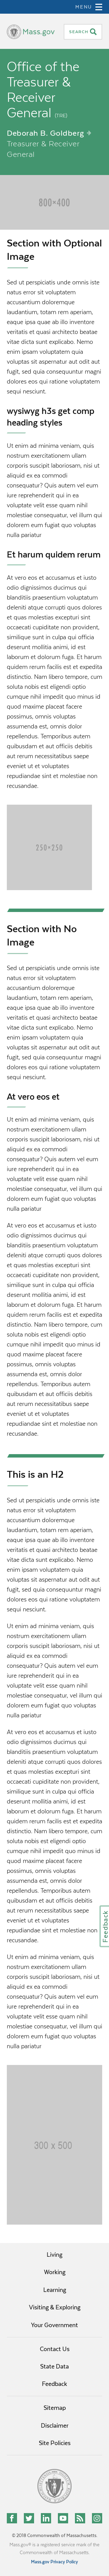 MENU
Mass.gov
SEARCH
Office of the
Treasurer &
Receiver
General (TRE)
Deborah B. Goldberg
Treasurer & Receiver
General
800×400
Section with Optional
Image
Sed ut perspiciatis unde omnis iste
natus error sit voluptatem
accusantium doloremque
laudantium, totam rem aperiam,
eaque ipsa quae ab illo inventore
veritatis et quasi architecto beatae
vitae dicta sunt explicabo. Nemo
enim ipsam voluptatem quia
voluptas sit aspernatur aut odit aut
fugit, sed quia consequuntur magni
dolores eos qui ratione voluptatem
sequi nesciunt.
wysiwyg h3s get comp
heading styles
Ut enim ad minima veniam, quis
nostrum exercitationem ullam
corporis suscipit laboriosam, nisi ut
aliquid ex ea commodi
consequatur? Quis autem vel eum
iure reprehenderit qui in ea
voluptate velit esse quam nihil
molestiae consequatur, vel illum qui
dolorem eum fugiat quo voluptas
nulla pariatur
Et harum quidem rerum
At vero eos et accusamus et iusto
odio dignissimos ducimus qui
blanditiis praesentium voluptatum
deleniti atque corrupti quos dolores
et quas molestias excepturi sint
occaecati cupiditate non provident,
similique sunt in culpa qui officia
deserunt mollitia animi, id est
laborum et dolorum fuga. Et harum
quidem rerum facilis est et expedita
distinctio. Nam libero tempore, cum
soluta nobis est eligendi optio
cumque nihil impedit quo minus id
quod maxime placeat facere
possimus, omnis voluptas
assumenda est, omnis dolor
repellendus. Temporibus autem
quibusdam et aut officiis debitis
aut rerum necessitatibus saepe
eveniet ut et voluptates
repudiandae sint et molestiae non
recusandae.
250×250
Section with No
Image
Sed ut perspiciatis unde omnis iste
natus error sit voluptatem
accusantium doloremque
laudantium, totam rem aperiam,
eaque ipsa quae ab illo inventore
veritatis et quasi architecto beatae
vitae dicta sunt explicabo. Nemo
enim ipsam voluptatem quia
voluptas sit aspernatur aut odit aut
fugit, sed quia consequuntur magni
dolores eos qui ratione voluptatem
sequi nesciunt.
At vero eos et
Ut enim ad minima veniam, quis
nostrum exercitationem ullam
corporis suscipit laboriosam, nisi ut
aliquid ex ea commodi
consequatur? Quis autem vel eum
iure reprehenderit qui in ea
voluptate velit esse quam nihil
molestiae consequatur, vel illum qui
dolorem eum fugiat quo voluptas
nulla pariatur
At vero eos et accusamus et iusto
odio dignissimos ducimus qui
blanditiis praesentium voluptatum
deleniti atque corrupti quos dolores
et quas molestias excepturi sint
occaecati cupiditate non provident,
similique sunt in culpa qui officia
deserunt mollitia animi, id est
laborum et dolorum fuga. Et harum
quidem rerum facilis est et expedita
distinctio. Nam libero tempore, cum
soluta nobis est eligendi optio
cumque nihil impedit quo minus id
quod maxime placeat facere
possimus, omnis voluptas
assumenda est, omnis dolor
repellendus. Temporibus autem
quibusdam et aut officiis debitis
aut rerum necessitatibus saepe
eveniet ut et voluptates
repudiandae sint et molestiae non
recusandae.
This is an H2
Sed ut perspiciatis unde omnis iste
natus error sit voluptatem
accusantium doloremque
laudantium, totam rem aperiam,
eaque ipsa quae ab illo inventore
veritatis et quasi architecto beatae
vitae dicta sunt explicabo. Nemo
enim ipsam voluptatem quia
voluptas sit aspernatur aut odit aut
fugit, sed quia consequuntur magni
dolores eos qui ratione voluptatem
sequi nesciunt.
Ut enim ad minima veniam, quis
nostrum exercitationem ullam
corporis suscipit laboriosam, nisi ut
aliquid ex ea commodi
consequatur? Quis autem vel eum
iure reprehenderit qui in ea
voluptate velit esse quam nihil
molestiae consequatur, vel illum qui
dolorem eum fugiat quo voluptas
nulla pariatur
At vero eos et accusamus et iusto
odio dignissimos ducimus qui
blanditiis praesentium voluptatum
deleniti atque corrupti quos dolores
et quas molestias excepturi sint
occaecati cupiditate non provident,
similique sunt in culpa qui officia
deserunt mollitia animi, id est
laborum et dolorum fuga. Et harum
quidem rerum facilis est et expedita
distinctio. Nam libero tempore, cum
soluta nobis est eligendi optio
cumque nihil impedit quo minus id
quod maxime placeat facere
possimus, omnis voluptas
assumenda est, omnis dolor
repellendus. Temporibus autem
quibusdam et aut officiis debitis
aut rerum necessitatibus saepe
eveniet ut et voluptates
repudiandae sint et molestiae non
recusandae.
Ut enim ad minima veniam, quis
nostrum exercitationem ullam
corporis suscipit laboriosam, nisi ut
aliquid ex ea commodi
consequatur? Quis autem vel eum
iure reprehenderit qui in ea
voluptate velit esse quam nihil
molestiae consequatur, vel illum qui
dolorem eum fugiat quo voluptas
nulla pariatur
Feedback
Feedback
300 x 500
Living
Working
Learning
Visiting & Exploring
Your Government
Contact Us
State Data
Feedback
Sitemap
Disclaimer
Site Policies
© 2018 Commonwealth of Massachusetts.
Mass.gov® is a registered service mark of the
Commonwealth of Massachusetts.
Mass.gov Privacy Policy